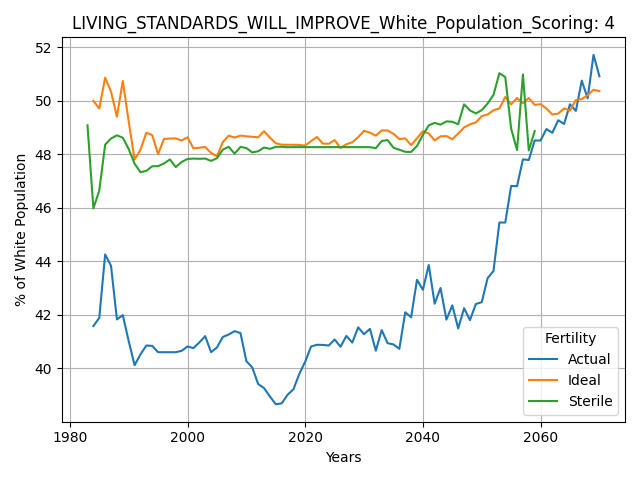 LIVING_STANDARDS_WILL_IMPROVE_White_Population_Scoring: 4
% of White Population
52
50
48
46
44
42
40
1980
2000
2020
2040
2060
Years
Fertility
Actual
Ideal
Sterile